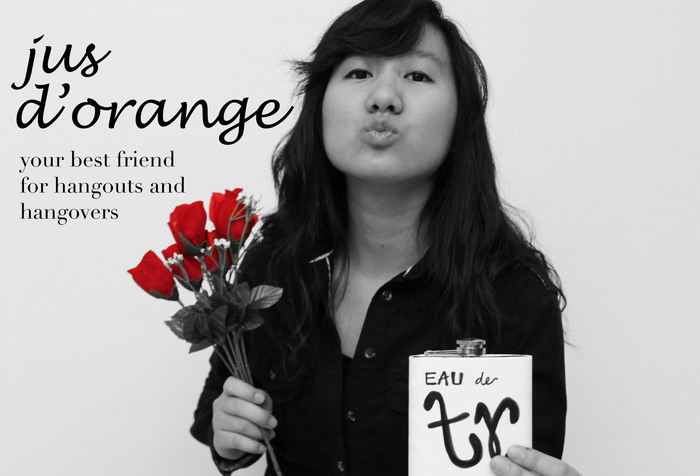 jus
d'orange
your best friend
for hangouts and
hangovers
EAU de
tr